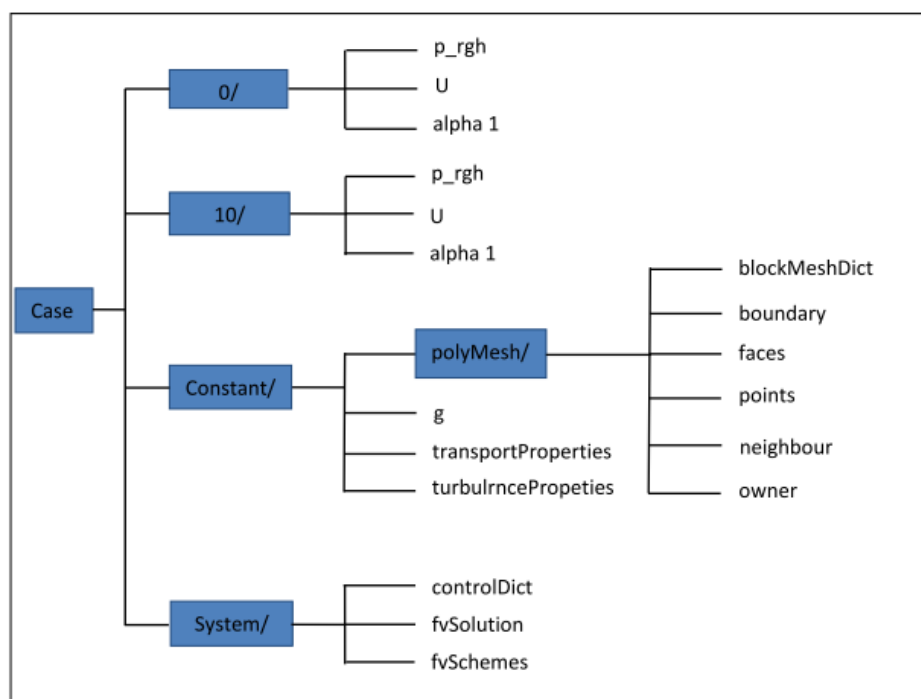 p_rgh
0/
U
alpha 1
p_rgh
10/
U
alpha 1
Case
Constant/
polyMesh/
g
transportProperties
turbulrncePropeties
blockMeshDict
boundary
faces
points
neighbour
owner
System/
controlDict
fvSolution
fvSchemes